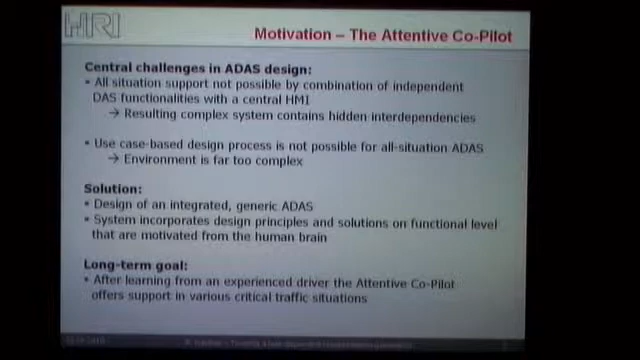 HRI
Motivation – The Attentive Co-Pilot
Central challenges in ADAS design:
▪ All situation support not possible by combination of independent
DAS functionalities with a central HMI
→ Resulting complex system contains hidden interdependencies
▪ Use case-based design process is not possible for all-situation ADAS
→ Environment is far too complex
Solution:
▪ Design of an integrated, generic ADAS
▪ System incorporates design principles and solutions on functional level
that are motivated from the human brain
Long-term goal:
▪ After learning from an experienced driver the Attentive Co-Pilot
offers support in various critical traffic situations